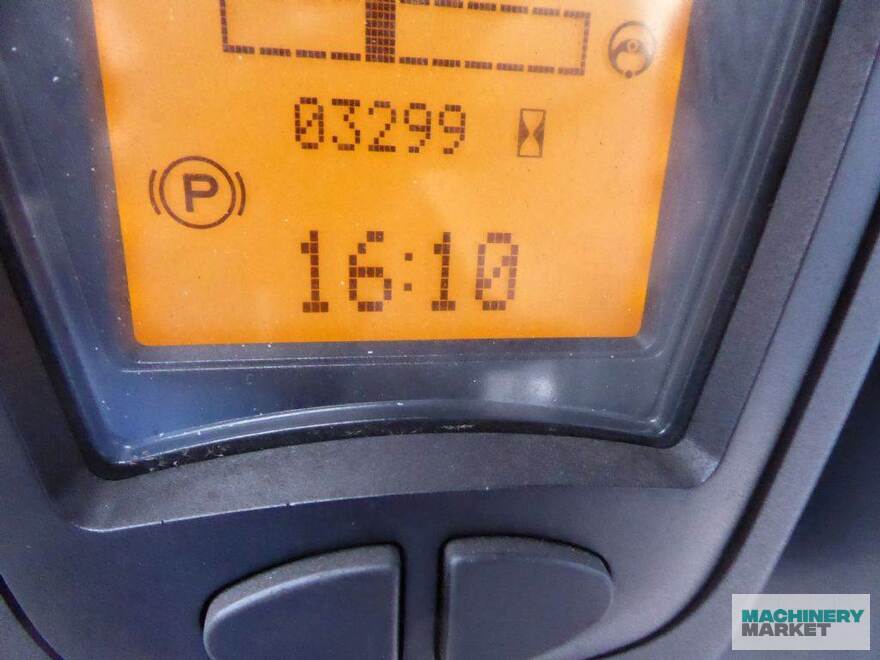 03299
P
16:10
MACHINERY
MARKET